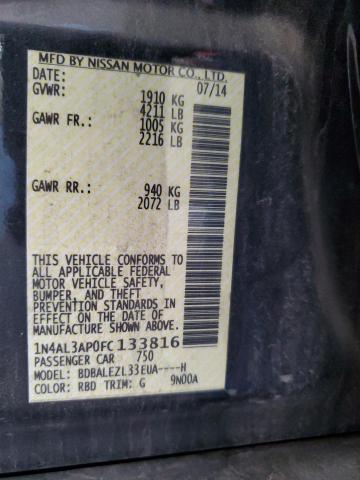 MFD BY NISSAN MOTOR CO., LTD.
DATE: 07/14
GVWR: 1910 KG
4211 LB
GAWR FR.: 1005 KG
2216 LB
GAWR RR.: 940 KG
2072 LB
THIS VEHICLE CONFORMS TO
ALL APPLICABLE FEDERAL
MOTOR VEHICLE SAFETY,
BUMPER, AND THEFT
PREVENTION STANDARDS IN
EFFECT ON THE DATE OF
MANUFACTURE SHOWN ABOVE.
1N4AL3AP0FC 133816
PASSENGER CAR 750
MODEL: BDBALEZL33EUA----H
COLOR: RBD TRIM: G 9N00A